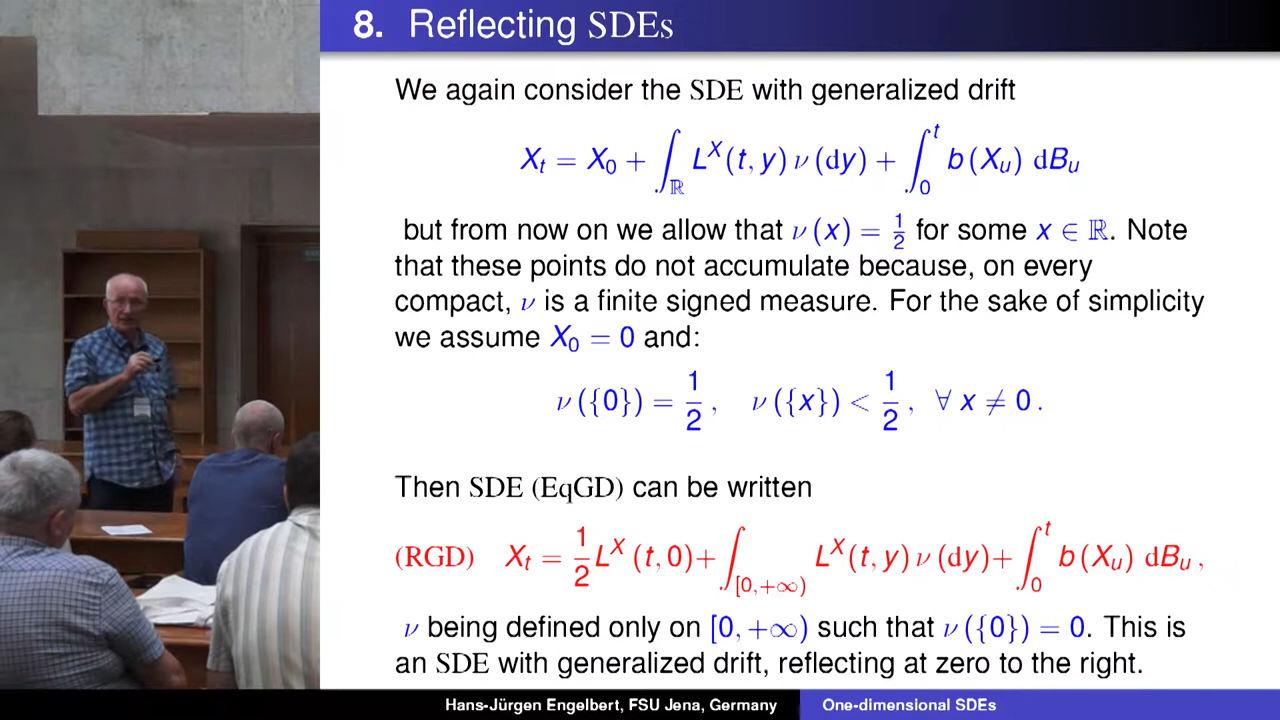 8. Reflecting SDEs
We again consider the SDE with generalized drift
X_t = X_0 + ∫_ℝ L^X(t, y) ν(dy) + ∫_0^t b(X_u) dB_u
but from now on we allow that ν(x) = 1/2 for some x ∈ ℝ. Note
that these points do not accumulate because, on every
compact, ν is a finite signed measure. For the sake of simplicity
we assume X_0 = 0 and:
ν({0}) = 1/2 , ν({x}) < 1/2 , ∀ x ≠ 0 .
Then SDE (EqGD) can be written
(RGD) X_t = 1/2 L^X(t, 0) + ∫_[0,+∞) L^X(t, y) ν(dy) + ∫_0^t b(X_u) dB_u ,
ν being defined only on [0, +∞) such that ν({0}) = 0. This is
an SDE with generalized drift, reflecting at zero to the right.
Hans-Jürgen Engelbert, FSU Jena, Germany One-dimensional SDEs